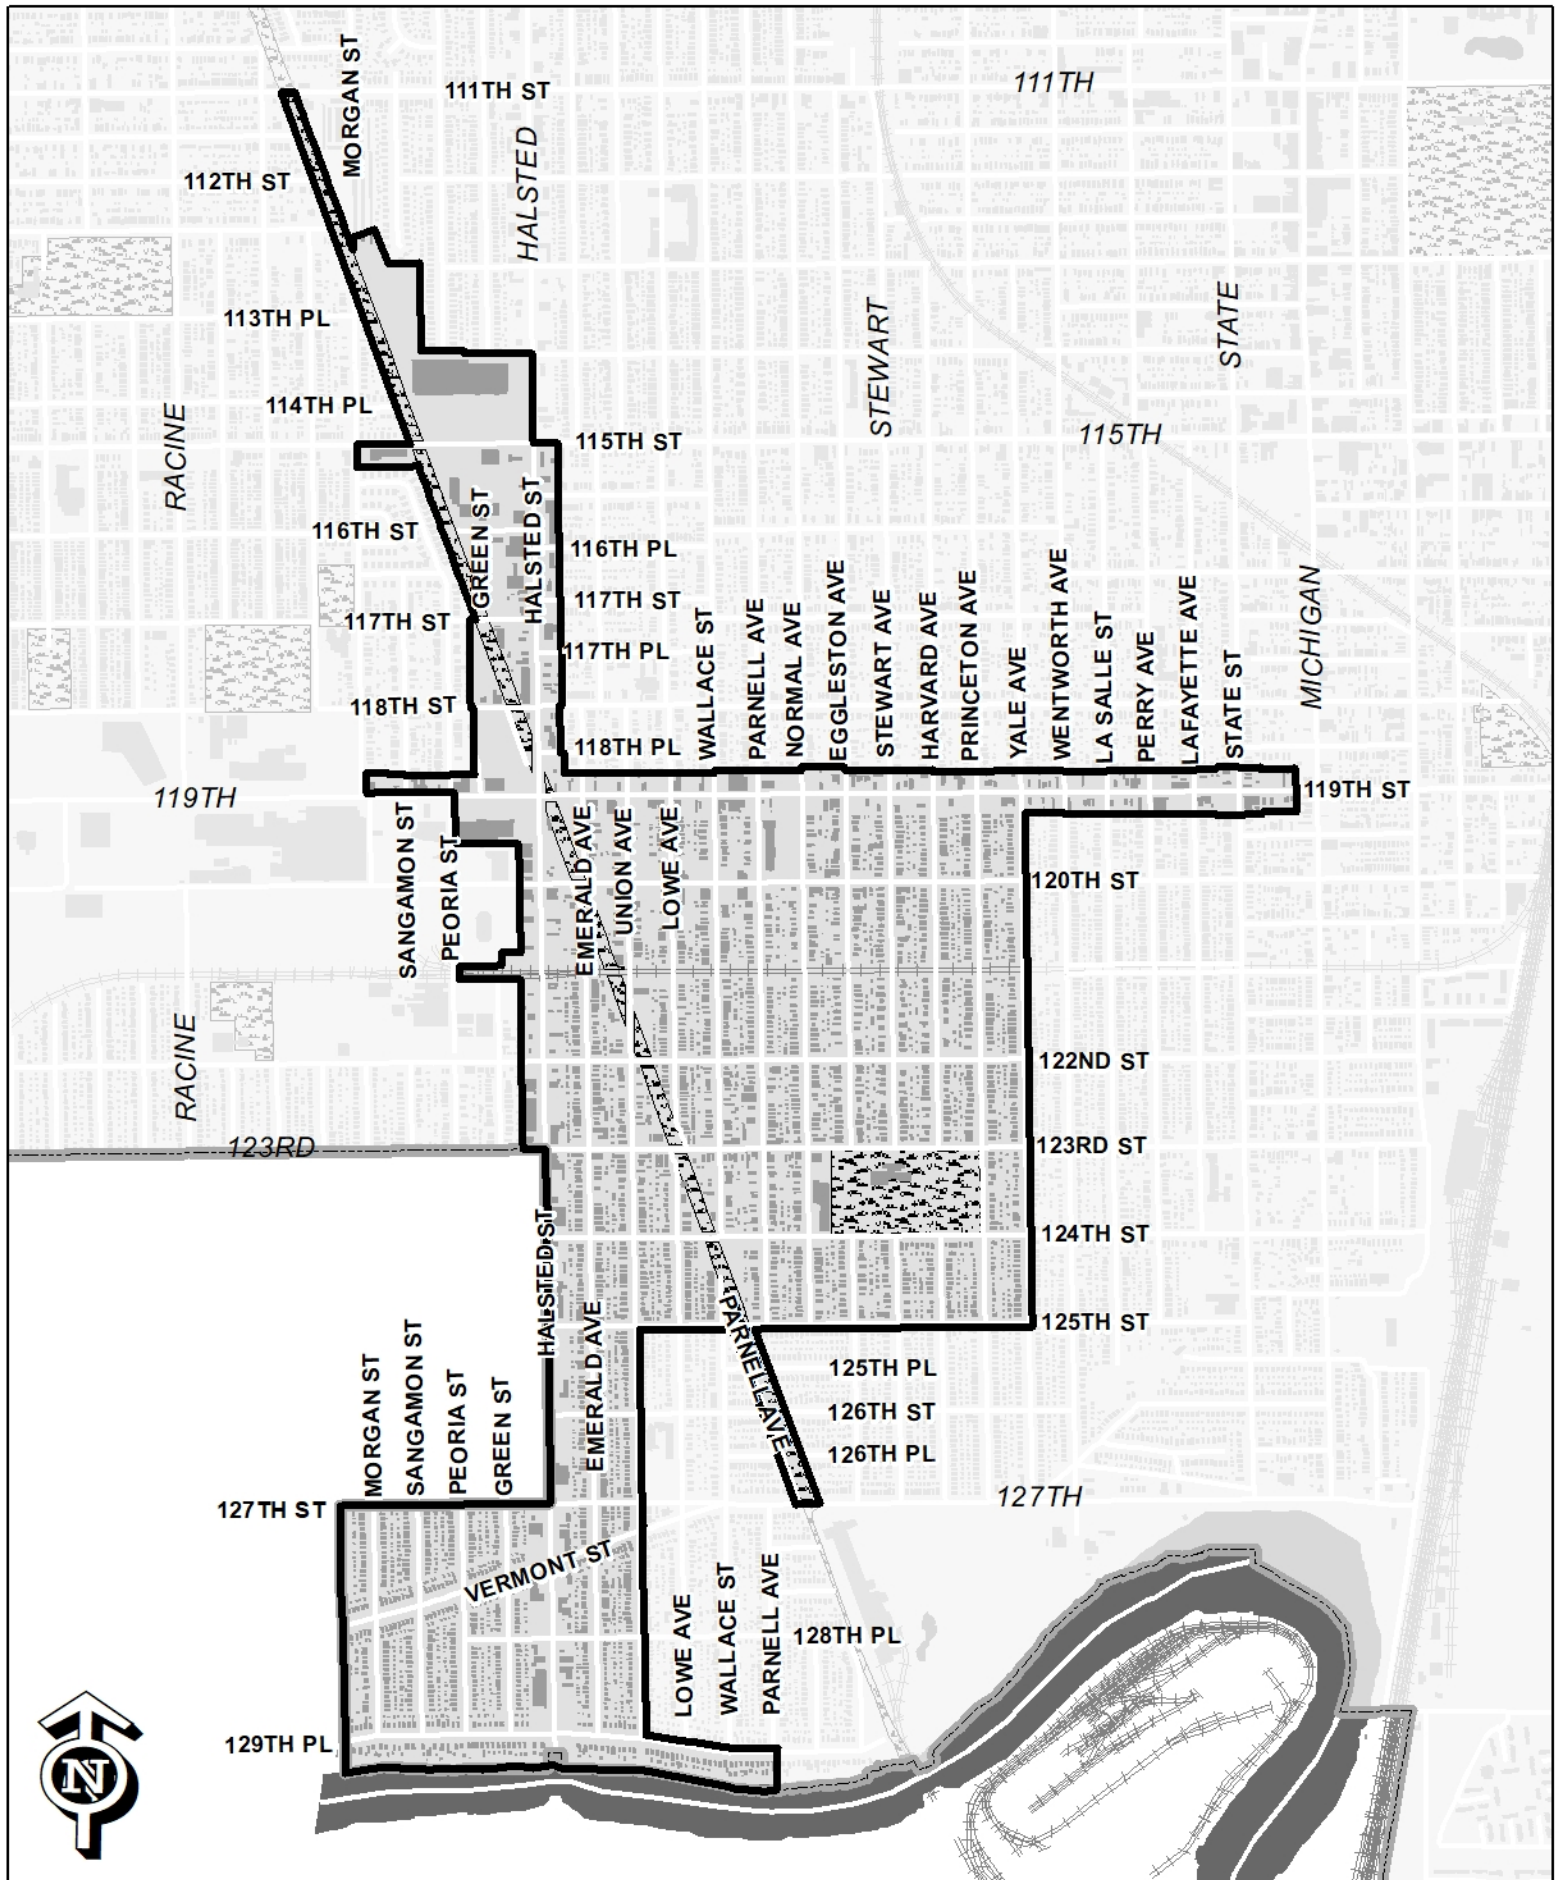 MORGAN ST
111TH ST
111TH
HALSTED
112TH ST
STATE
STEWART
113TH PL
RACINE
114TH PL
115TH ST
115TH
GREEN ST
HALSTED ST
116TH ST
116TH PL
117TH ST
117TH ST
117TH PL
118TH ST
118TH PL
WALLACE ST
PARNELL AVE
NORMAL AVE
EGGLESTON AVE
STEWART AVE
HARVARD AVE
PRINCETON AVE
YALE AVE
WENTWORTH AVE
LA SALLE ST
PERRY AVE
LAFAYETTE AVE
STATE ST
MICHIGAN
119TH
119TH ST
SANGAMON ST
PEORIA ST
EMERALD AVE
UNION AVE
LOWE AVE
120TH ST
RACINE
122ND ST
123RD
123RD ST
124TH ST
HALSTED ST
EMERALD AVE
PARNELL AVE
125TH ST
125TH PL
126TH ST
126TH PL
MORGAN ST
SANGAMON ST
PEORIA ST
GREEN ST
127TH ST
127TH
VERMONT ST
LOWE AVE
WALLACE ST
PARNELL AVE
128TH PL
129TH PL
N